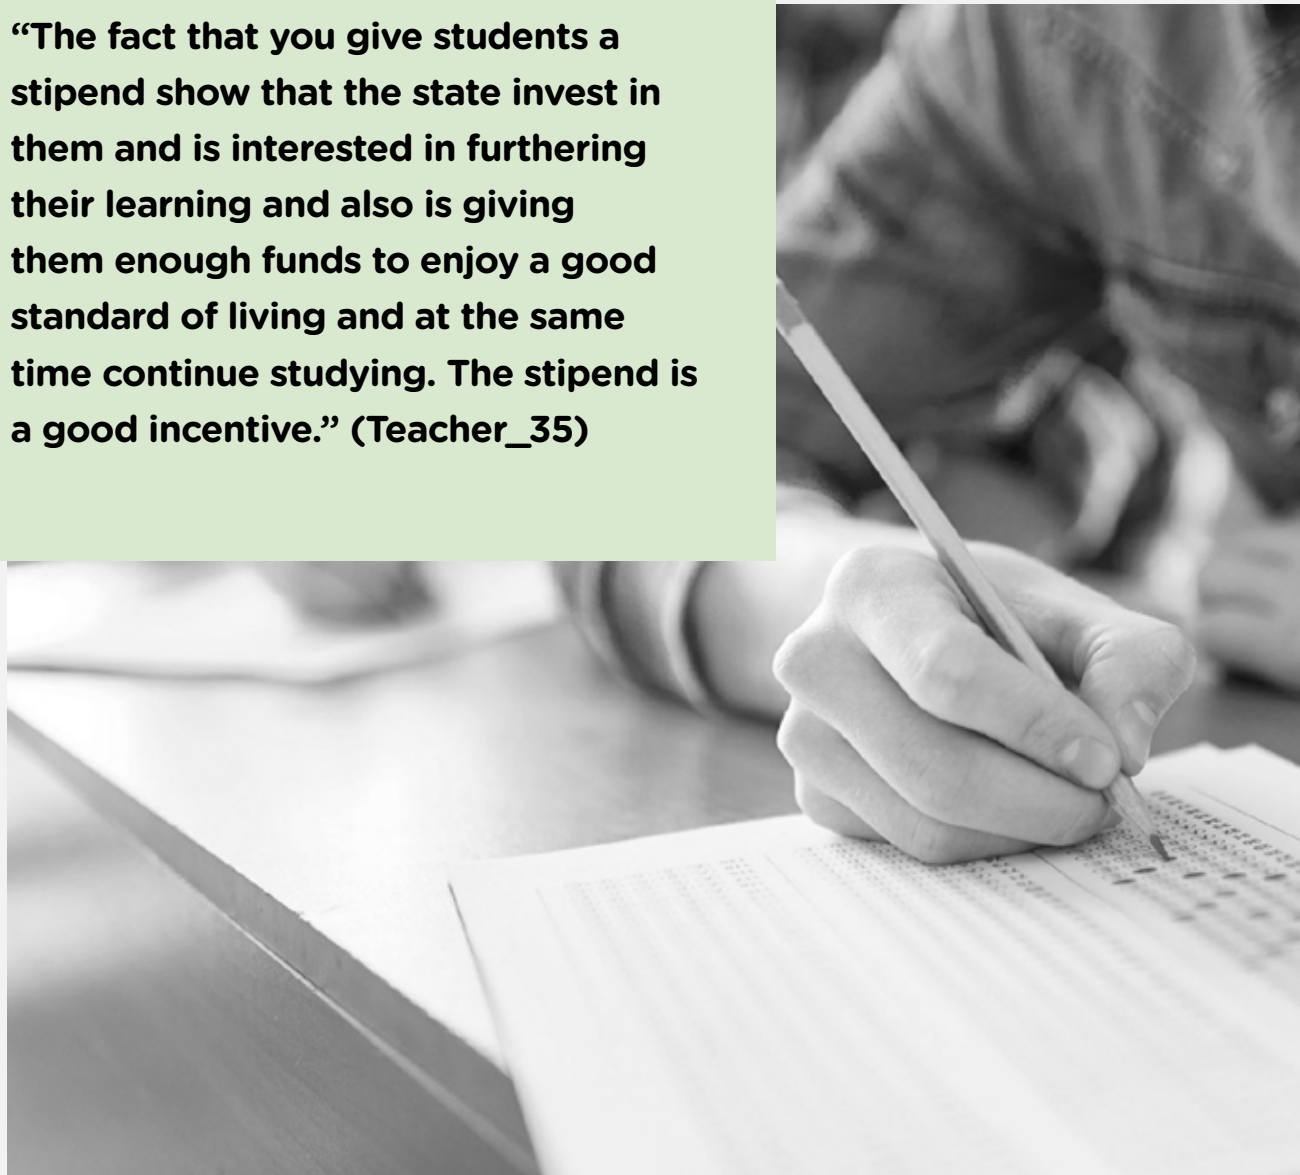 “The fact that you give students a
stipend show that the state invest in
them and is interested in furthering
their learning and also is giving
them enough funds to enjoy a good
standard of living and at the same
time continue studying. The stipend is
a good incentive.” (Teacher_35)